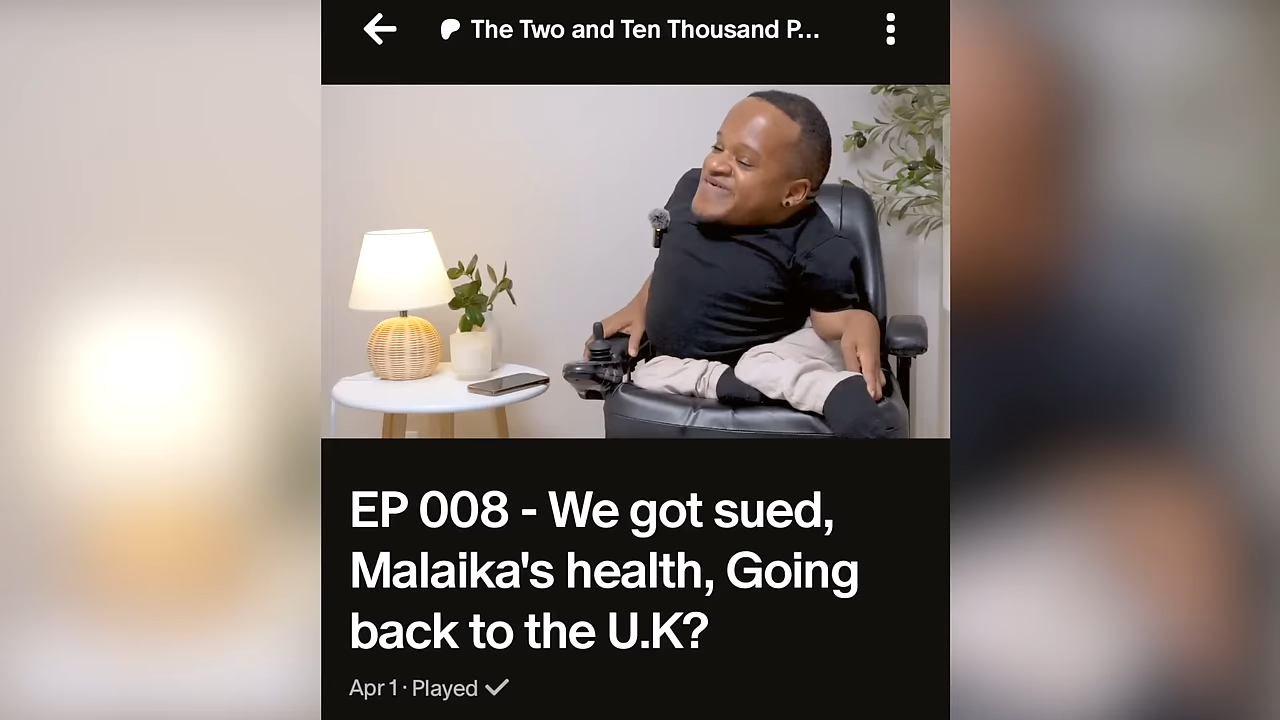 The Two and Ten Thousand P...
EP 008 - We got sued,
Malaika's health, Going
back to the U.K?
Apr 1 · Played